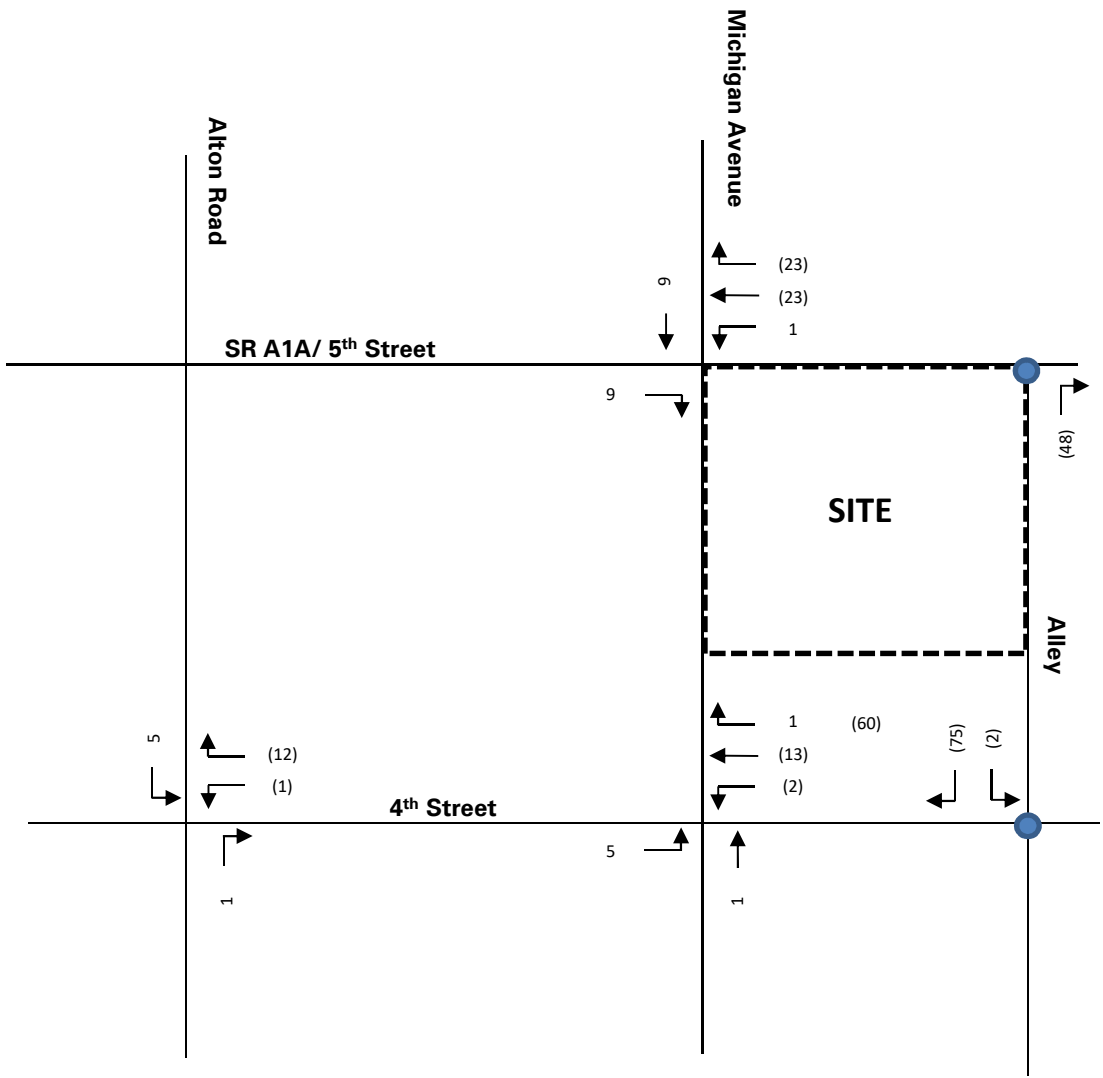 Michigan Avenue
Alton Road
(23)
9
(23)
1
SR A1A/ 5th Street
9
(48)
SITE
Alley
1 (60)
(75)
(2)
5
(12)
(13)
(1)
(2)
4th Street
5
1
1